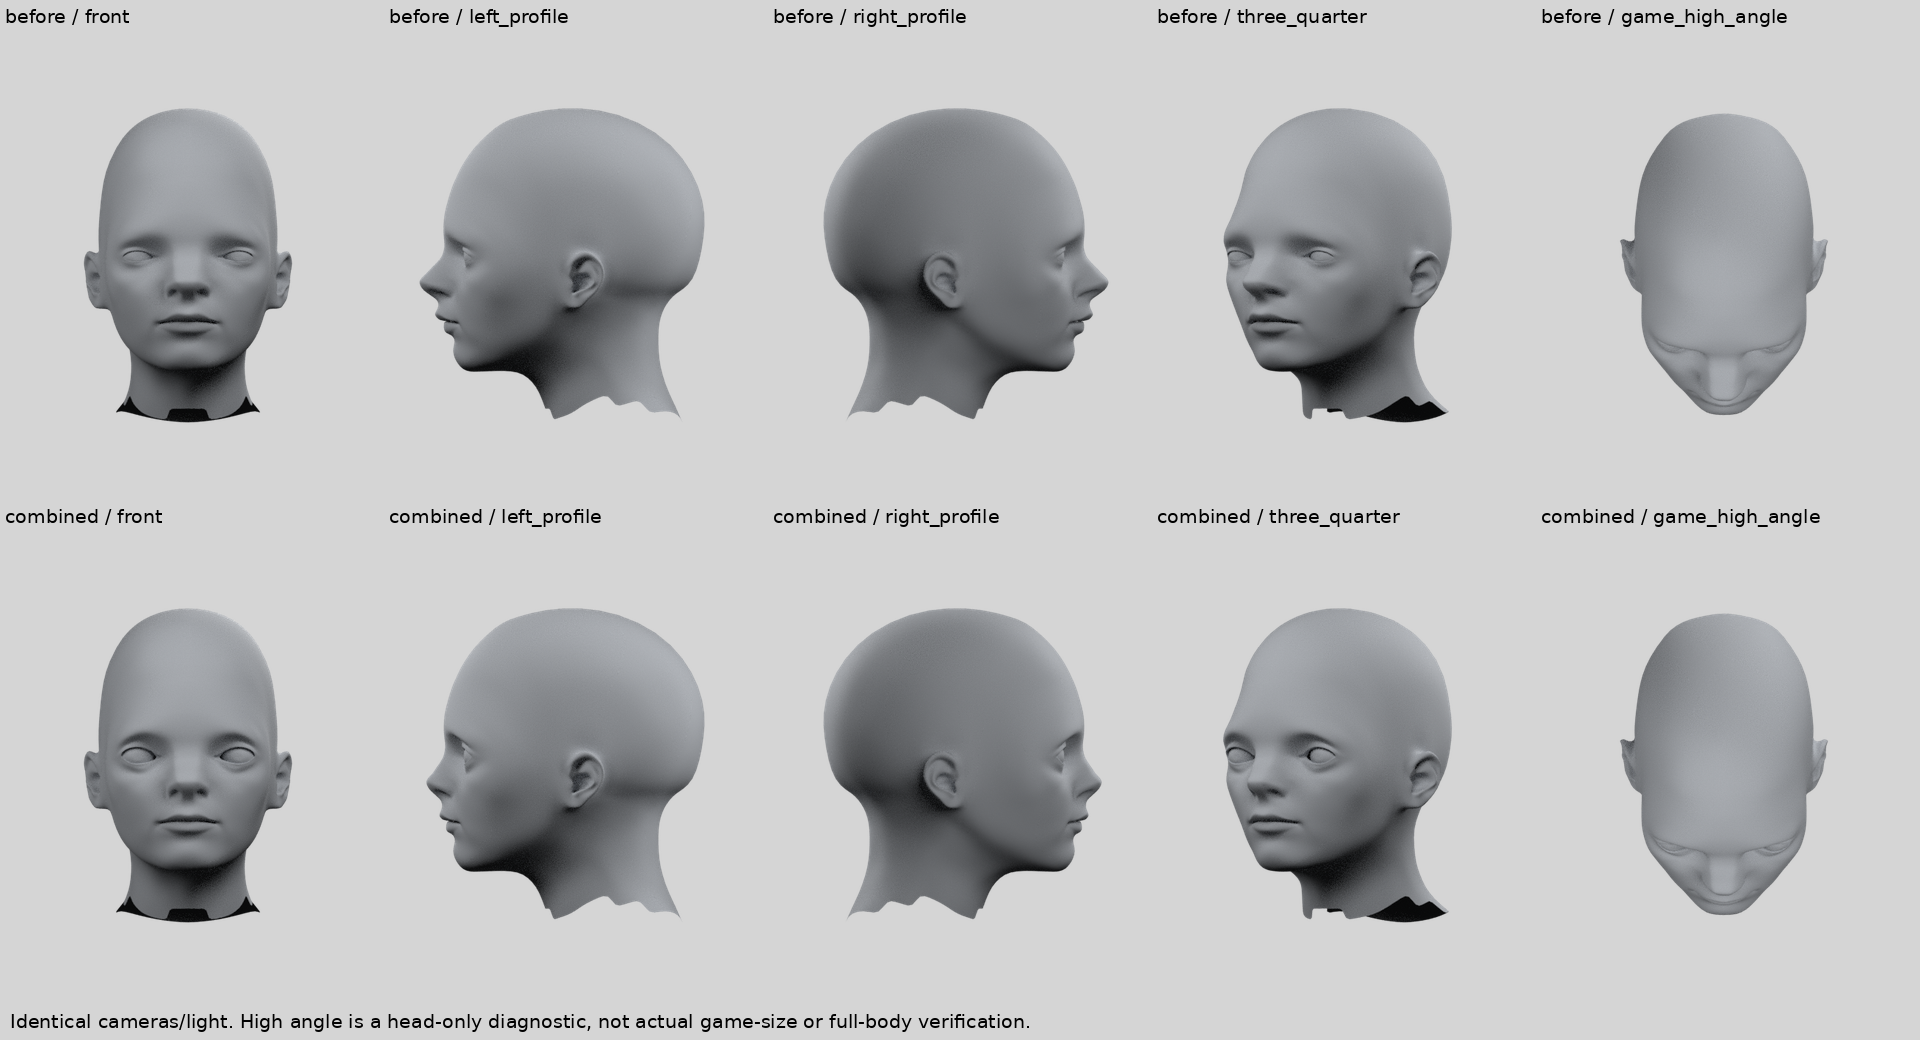 before / front
before / left_profile
before / right_profile
before / three_quarter
before / game_high_angle
combined / front
combined / left_profile
combined / right_profile
combined / three_quarter
combined / game_high_angle
Identical cameras/light. High angle is a head-only diagnostic, not actual game-size or full-body verification.